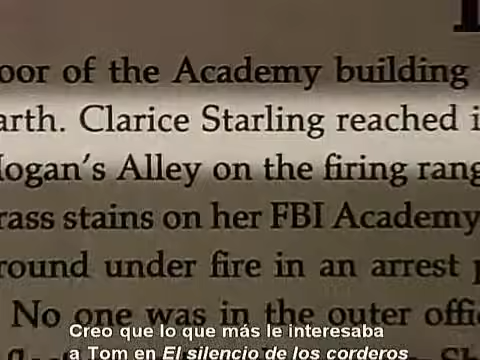 oor of the Academy building
arth. Clarice Starling reached i
logan's Alley on the firing rang
rass stains on her FBI Academy
round under fire in an arrest
No one was in the outer offi
Creo que lo que más le interesaba
a Tom en El silencio de los corderos